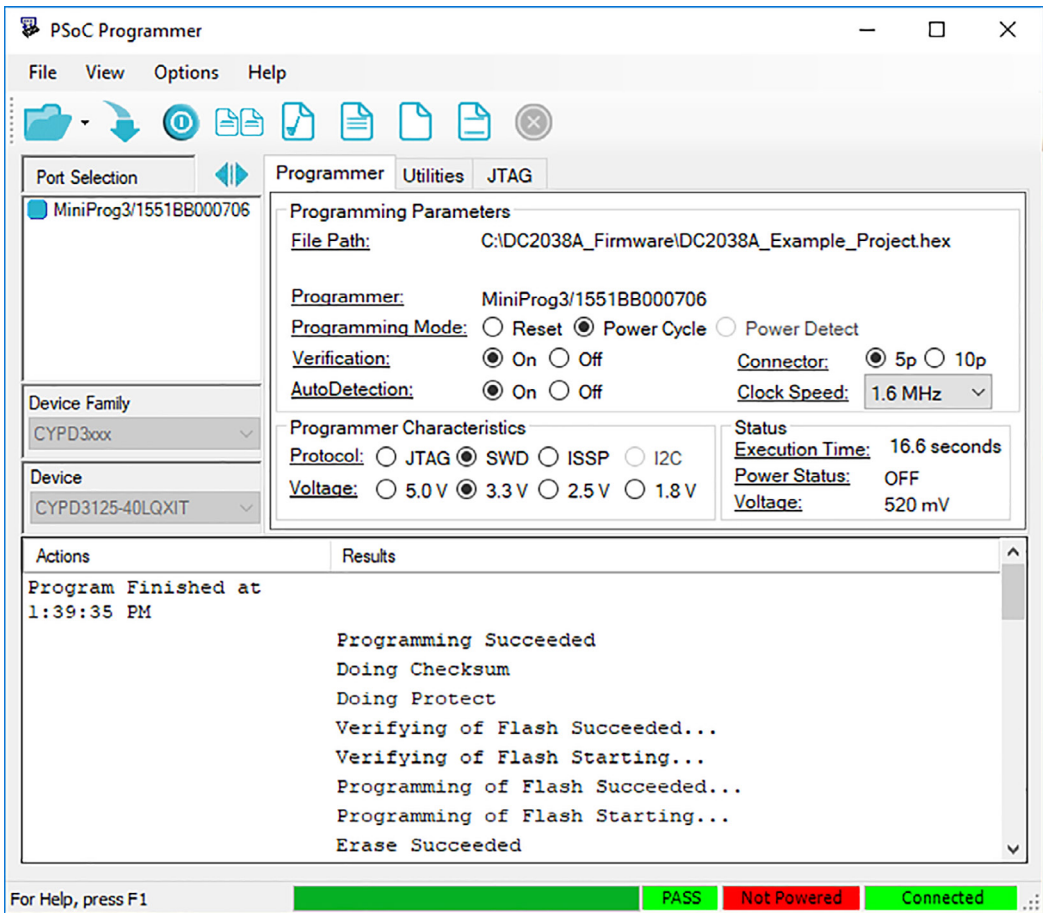 PSoC Programmer
File View Options Help
Port Selection
MiniProg3/1551BB000706
Device Family
CYPD3xxx
Device
CYPD3125-40LQXIT
Programmer Utilities JTAG
Programming Parameters
File Path: C:\DC2038A_Firmware\DC2038A_Example_Project.hex
Programmer: MiniProg3/1551BB000706
Programming Mode: Reset Power Cycle Power Detect
Verification: On Off Connector: 5p 10p
AutoDetection: On Off Clock Speed: 1.6 MHz
Programmer Characteristics
Protocol: JTAG SWD ISSP I2C
Voltage: 5.0 V 3.3 V 2.5 V 1.8 V
Status
Execution Time: 16.6 seconds
Power Status: OFF
Voltage: 520 mV
Actions Results
Program Finished at
1:39:35 PM
Programming Succeeded
Doing Checksum
Doing Protect
Verifying of Flash Succeeded...
Verifying of Flash Starting...
Programming of Flash Succeeded...
Programming of Flash Starting...
Erase Succeeded
For Help, press F1 PASS Not Powered Connected